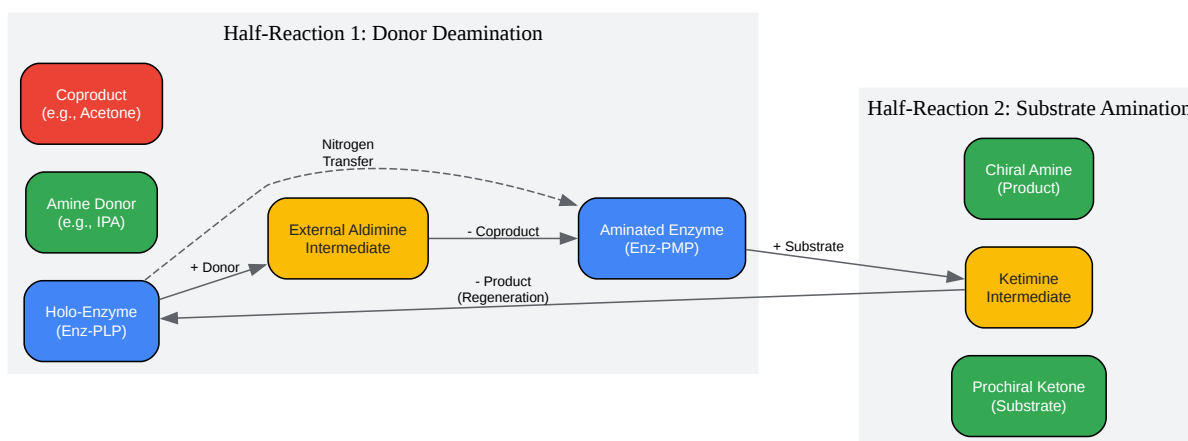 Half-Reaction 1: Donor Deamination
Coproduct
(e.g., Acetone)
Amine Donor
(e.g., IPA)
Holo-Enzyme
(Enz-PLP)
+ Donor
Nitrogen
Transfer
External Aldimine
Intermediate
- Coproduct
Aminated Enzyme
(Enz-PMP)
- Product
(Regeneration)
+ Substrate
Half-Reaction 2: Substrate Amination
Chiral Amine
(Product)
Ketimine
Intermediate
Prochiral Ketone
(Substrate)